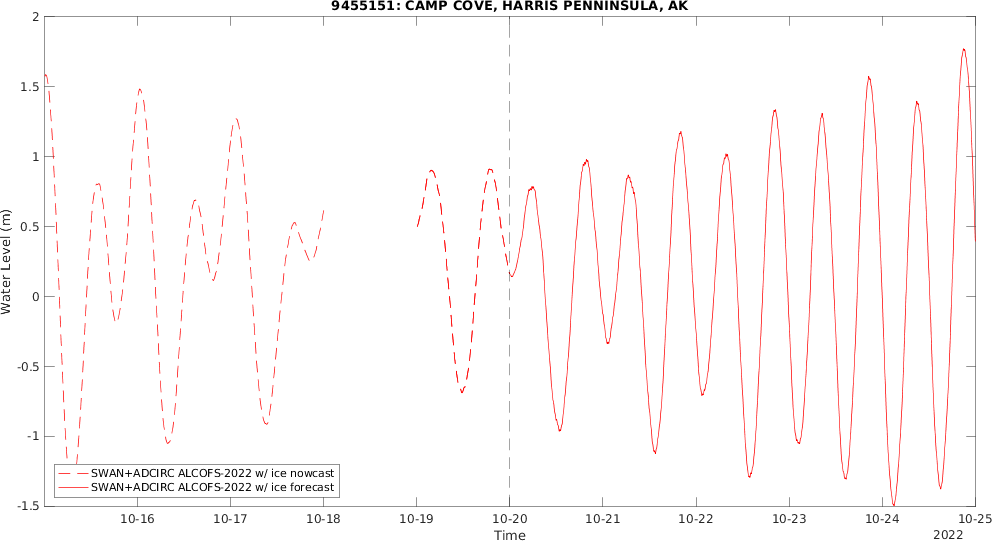 9455151: CAMP COVE, HARRIS PENNINSULA, AK
2
1.5
1
0.5
0
-0.5
-1
-1.5
Water Level (m)
SWAN+ADCIRC ALCOFS-2022 w/ ice nowcast
SWAN+ADCIRC ALCOFS-2022 w/ ice forecast
10-16 10-17 10-18 10-19 10-20 10-21 10-22 10-23 10-24 10-25
Time
2022